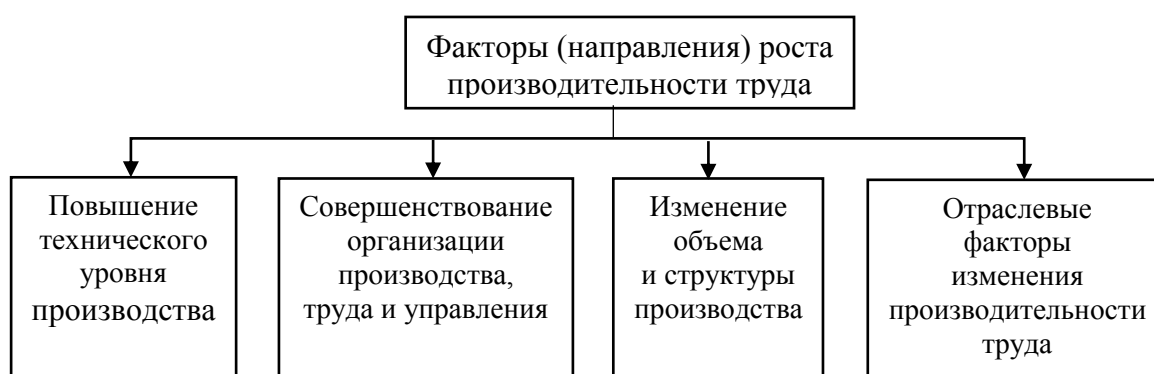 Факторы (направления) роста
производительности труда
Повышение
технического
уровня
производства
Совершенствование
организации
производства,
труда и управления
Изменение
объема
и структуры
производства
Отраслевые
факторы
изменения
производительности
труда